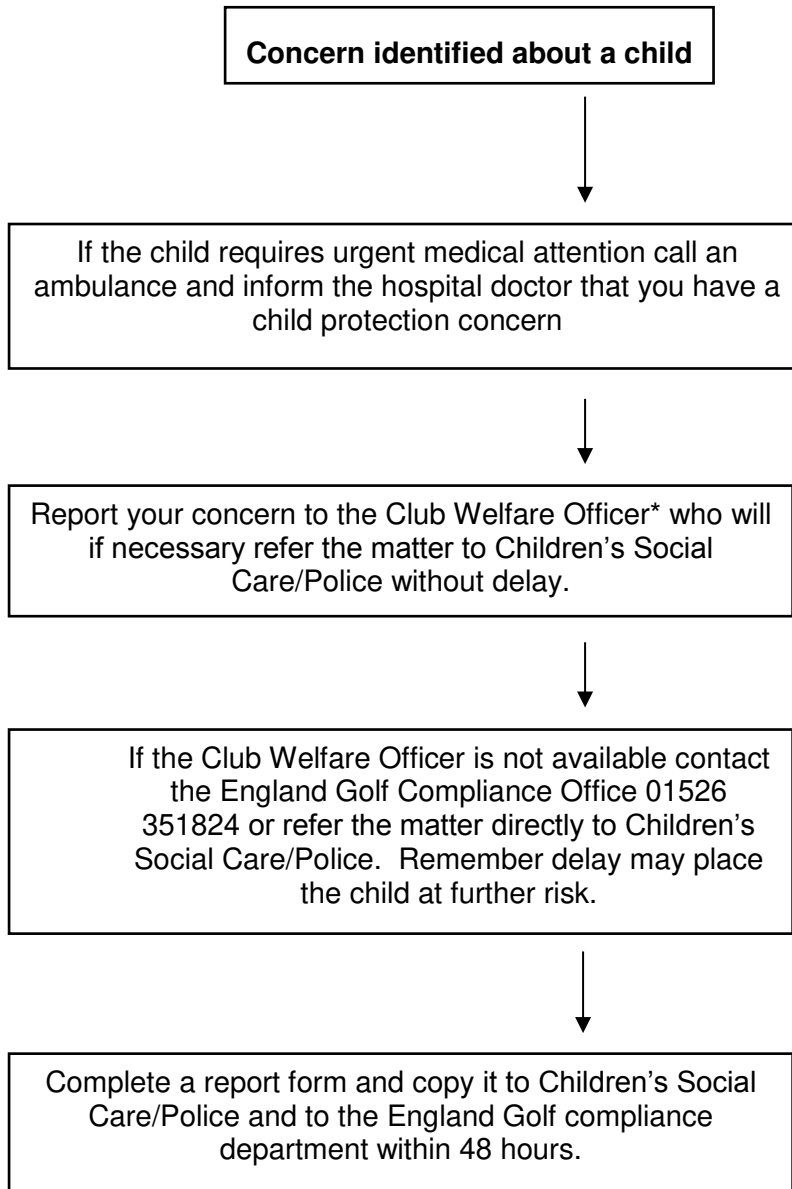 Concern identified about a child
If the child requires urgent medical attention call an
ambulance and inform the hospital doctor that you have a
child protection concern
Report your concern to the Club Welfare Officer* who will
if necessary refer the matter to Children’s Social
Care/Police without delay.
If the Club Welfare Officer is not available contact
the England Golf Compliance Office 01526
351824 or refer the matter directly to Children’s
Social Care/Police.  Remember delay may place
the child at further risk.
Complete a report form and copy it to Children’s Social
Care/Police and to the England Golf compliance
department within 48 hours.